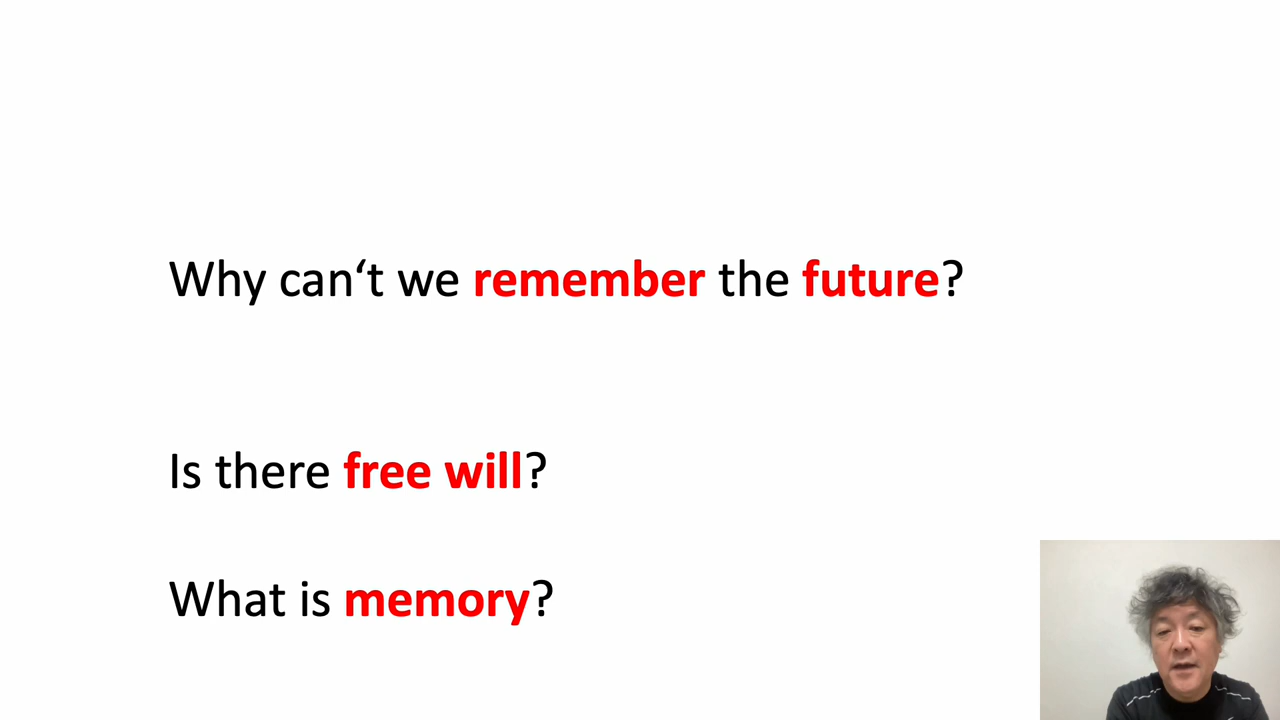 Why can‘t we remember the future?
Is there free will?
What is memory?